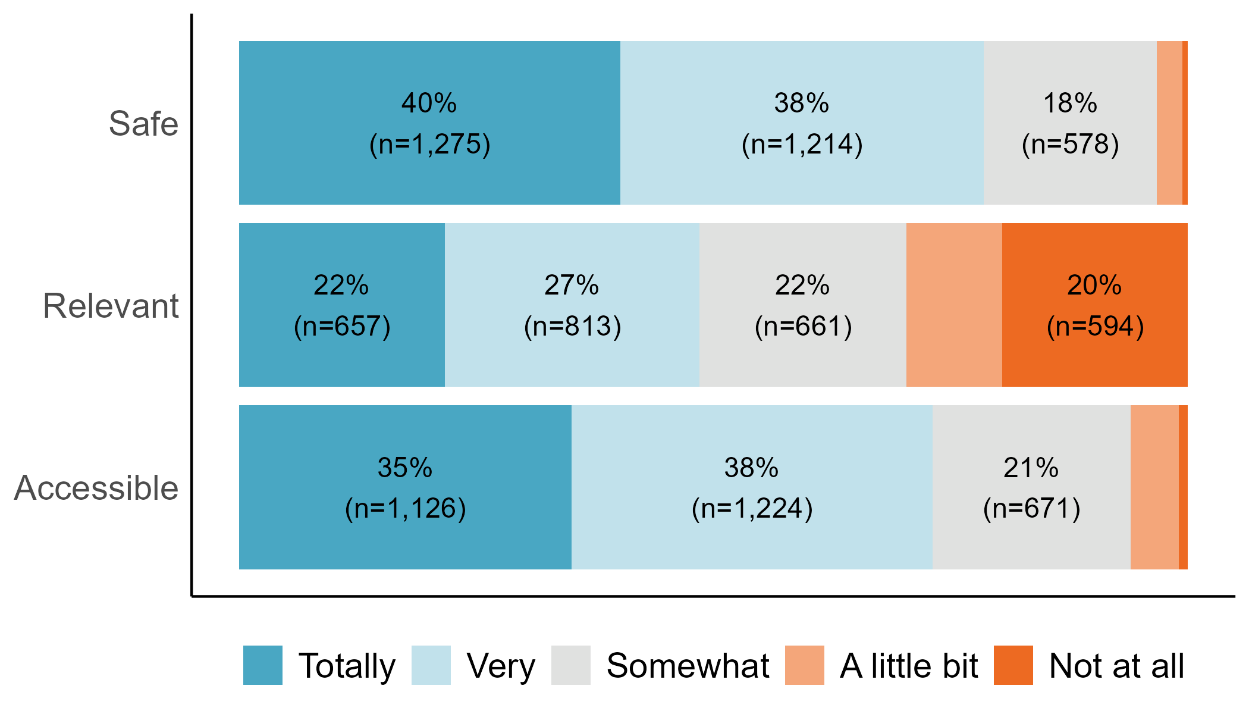 Safe
40%
(n=1,275)
38%
(n=1,214)
18%
(n=578)
Relevant
22%
(n=657)
27%
(n=813)
22%
(n=661)
20%
(n=594)
Accessible
35%
(n=1,126)
38%
(n=1,224)
21%
(n=671)
Totally Very Somewhat A little bit Not at all